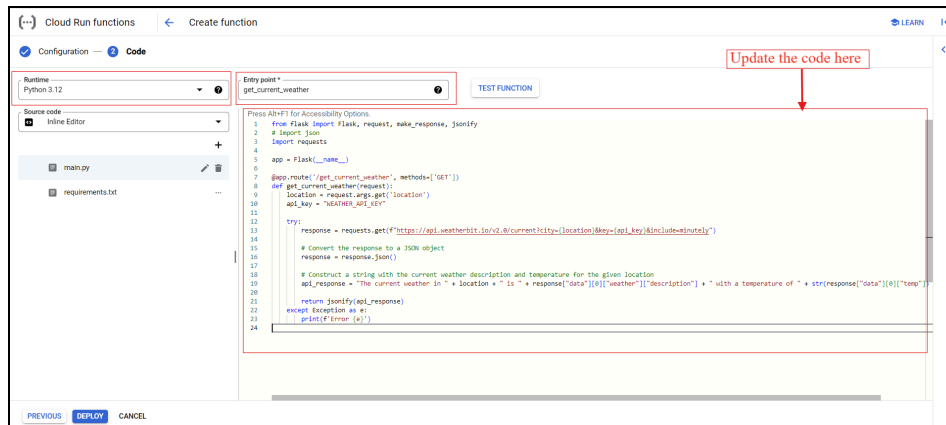 Cloud Run functions
Create function
LEARN
Configuration — 2 Code
Update the code here
Runtime
Python 3.12
Entry point *
get_current_weather
TEST FUNCTION
Source code
Inline Editor
main.py
requirements.txt
Press Alt+F1 for Accessibility Options.
1 from flask import Flask, request, make_response, jsonify
2 # import json
3 import requests
4
5 app = Flask(__name__)
6
7 @app.route('/get_current_weather', methods=['GET'])
8 def get_current_weather(request):
9 location = request.args.get('location')
10 api_key = "WEATHER_API_KEY"
11
12 try:
13 response = requests.get(f"https://api.weatherbit.io/v2.0/current?city={location}&key={api_key}&include=minutely")
14
15 # Convert the response to a JSON object
16 response = response.json()
17
18 # Construct a string with the current weather description and temperature for the given location
19 api_response = "The current weather in " + location + " is " + response["data"][0]["weather"]["description"] + " with a temperature of " + str(response["data"][0]["temp"])
20
21 return jsonify(api_response)
22 except Exception as e:
23 print(f'Error {e}')
24
PREVIOUS
DEPLOY
CANCEL